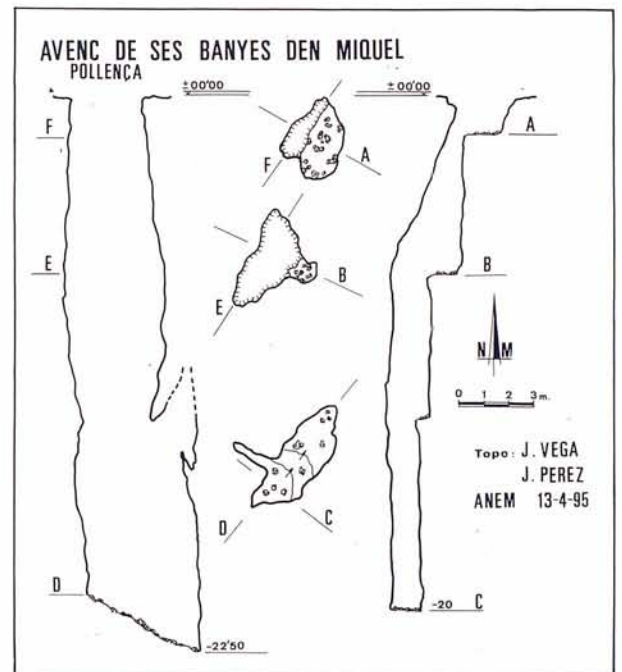 AVENC DE SES BANYES DEN MIQUEL
POLLENÇA
±00'00
±00'00
F
A
F
A
E
B
B
E
N M
0 1 2 3 m.
Topo: J. VEGA
J. PEREZ
ANEM 13-4-95
D
C
D
-20 C
-22'50